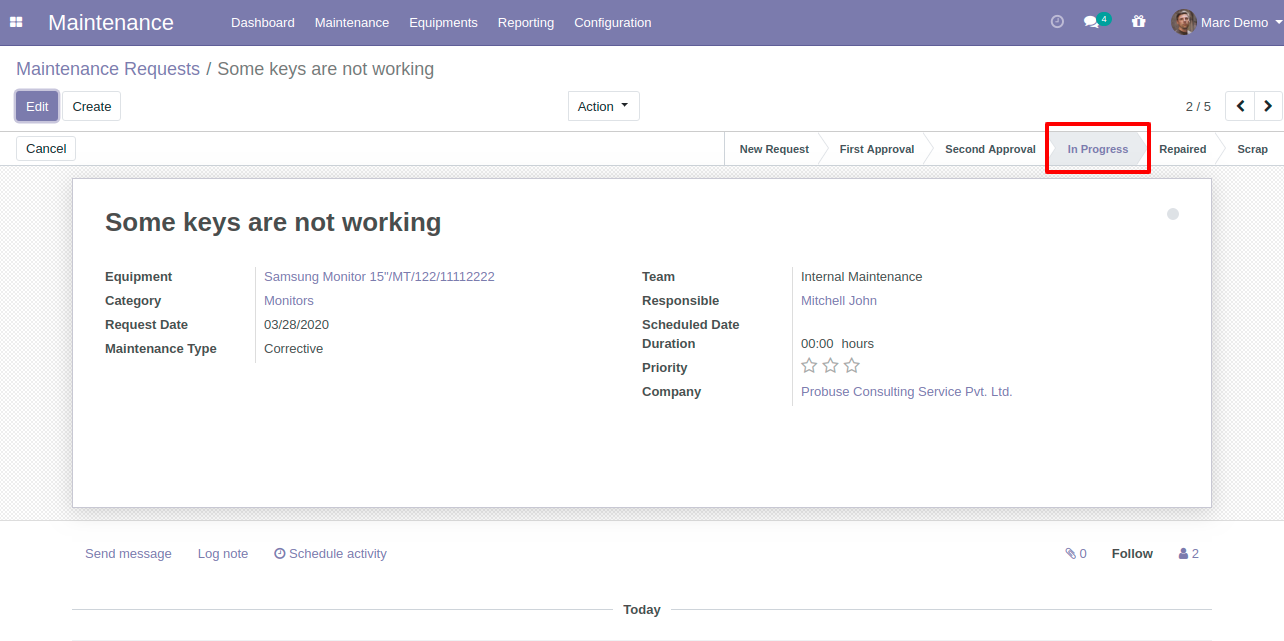 Maintenance Dashboard Maintenance Equipments Reporting Configuration 4 Marc Demo
Maintenance Requests / Some keys are not working
Edit Create Action 2 / 5
Cancel New Request First Approval Second Approval In Progress Repaired Scrap
Some keys are not working
Equipment Samsung Monitor 15"/MT/122/11112222
Category Monitors
Request Date 03/28/2020
Maintenance Type Corrective
Team Internal Maintenance
Responsible Mitchell John
Scheduled Date
Duration 00:00 hours
Priority
Company Probuse Consulting Service Pvt. Ltd.
Send message Log note Schedule activity 0 Follow 2
Today